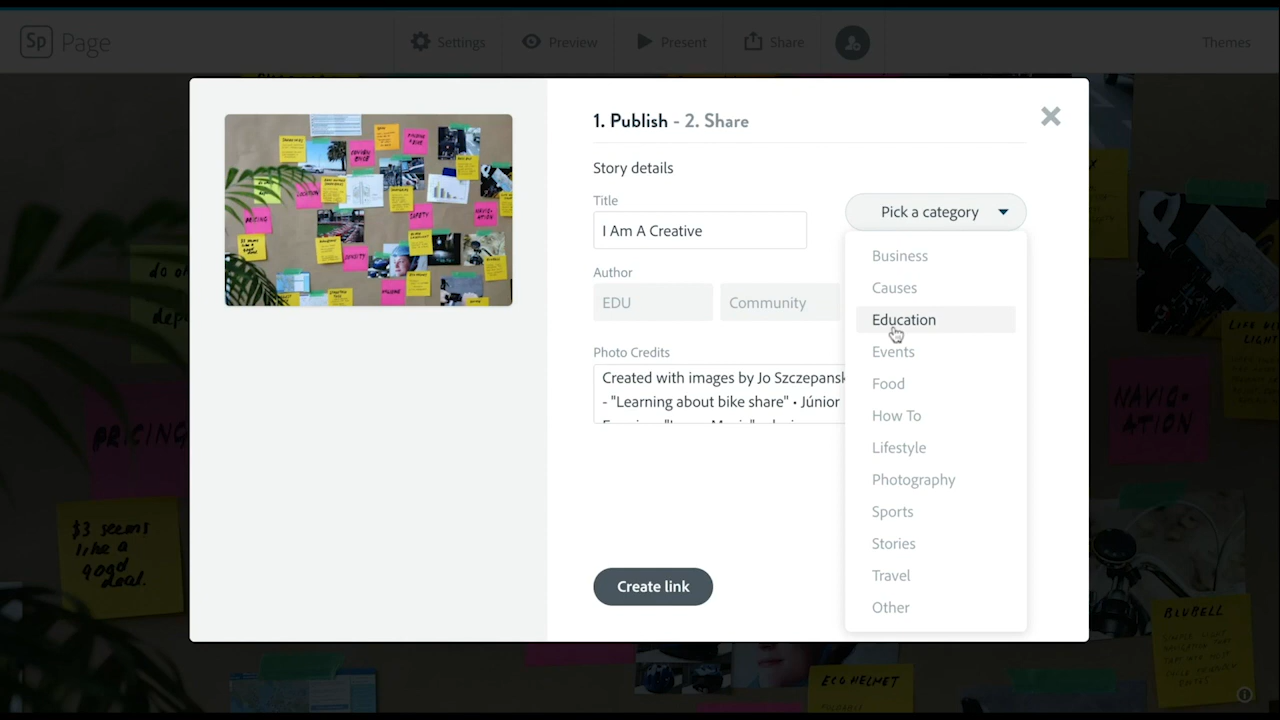 Sp Page
Settings
Preview
Present
Share
Themes
1. Publish - 2. Share
Story details
Title
I Am A Creative
Pick a category
Business
Causes
Education
Events
Food
How To
Lifestyle
Photography
Sports
Stories
Travel
Other
Author
EDU
Community
Photo Credits
Created with images by Jo Szczepansk
- "Learning about bike share" • Júnior
Create link
PRICING
$3 seems
like a
good
deal.
NAVIG-
ATION
BLUBELL
ECO HELMET
LOCATION
SAFETY